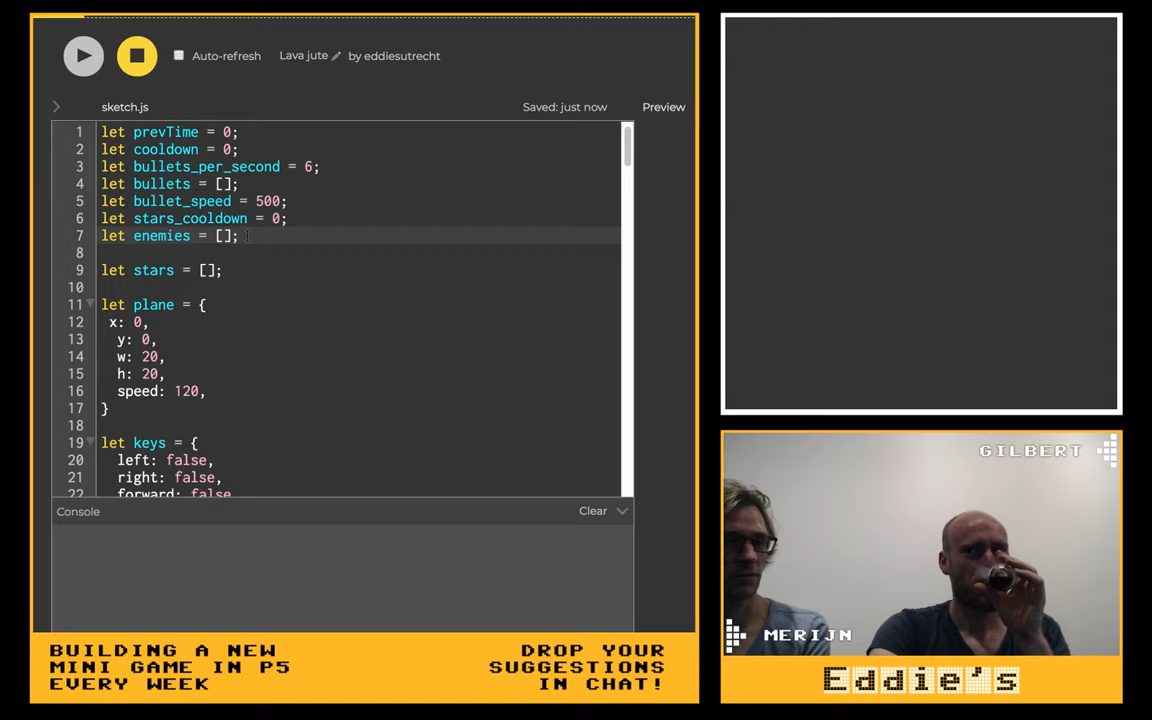 Auto-refresh Lava jute by eddiesutrecht
sketch.js Saved: just now Preview
1 let prevTime = 0;
2 let cooldown = 0;
3 let bullets_per_second = 6;
4 let bullets = [];
5 let bullet_speed = 500;
6 let stars_cooldown = 0;
7 let enemies = [];
8
9 let stars = [];
10
11 let plane = {
12 x: 0,
13 y: 0,
14 w: 20,
15 h: 20,
16 speed: 120,
17 }
18
19 let keys = {
20 left: false,
21 right: false,
22 forward: false
Console Clear
BUILDING A NEW
MINI GAME IN P5
EVERY WEEK
DROP YOUR
SUGGESTIONS
IN CHAT!
GILBERT
MERIJN
Eddie's